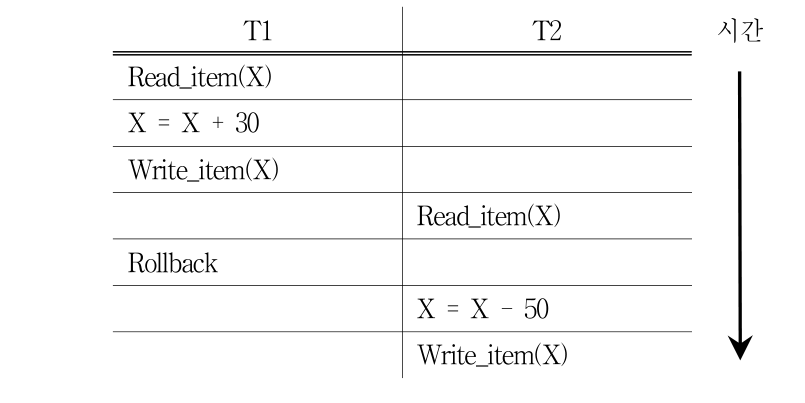 T1 T2 시간
Read_item(X)
X = X + 30
Write_item(X)
Read_item(X)
Rollback
X = X - 50
Write_item(X)